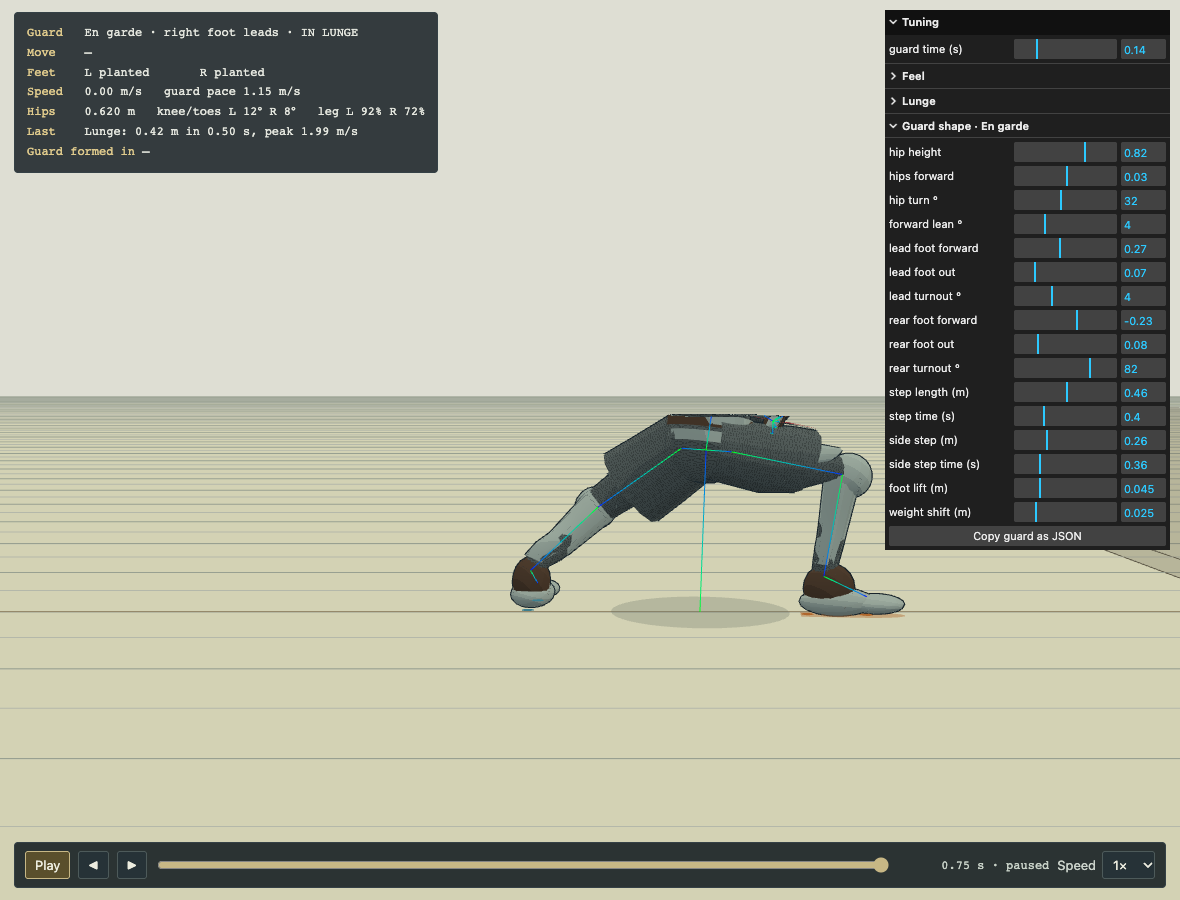 Guard En garde · right foot leads · IN LUNGE
Move —
Feet L planted R planted
Speed 0.00 m/s guard pace 1.15 m/s
Hips 0.620 m knee/toes L 12° R 8° leg L 92% R 72%
Last Lunge: 0.42 m in 0.50 s, peak 1.99 m/s
Guard formed in —
Tuning
guard time (s) 0.14
Feel
Lunge
Guard shape · En garde
hip height 0.82
hips forward 0.03
hip turn ° 32
forward lean ° 4
lead foot forward 0.27
lead foot out 0.07
lead turnout ° 4
rear foot forward -0.23
rear foot out 0.08
rear turnout ° 82
step length (m) 0.46
step time (s) 0.4
side step (m) 0.26
side step time (s) 0.36
foot lift (m) 0.045
weight shift (m) 0.025
Copy guard as JSON
Play 0.75 s · paused Speed 1×